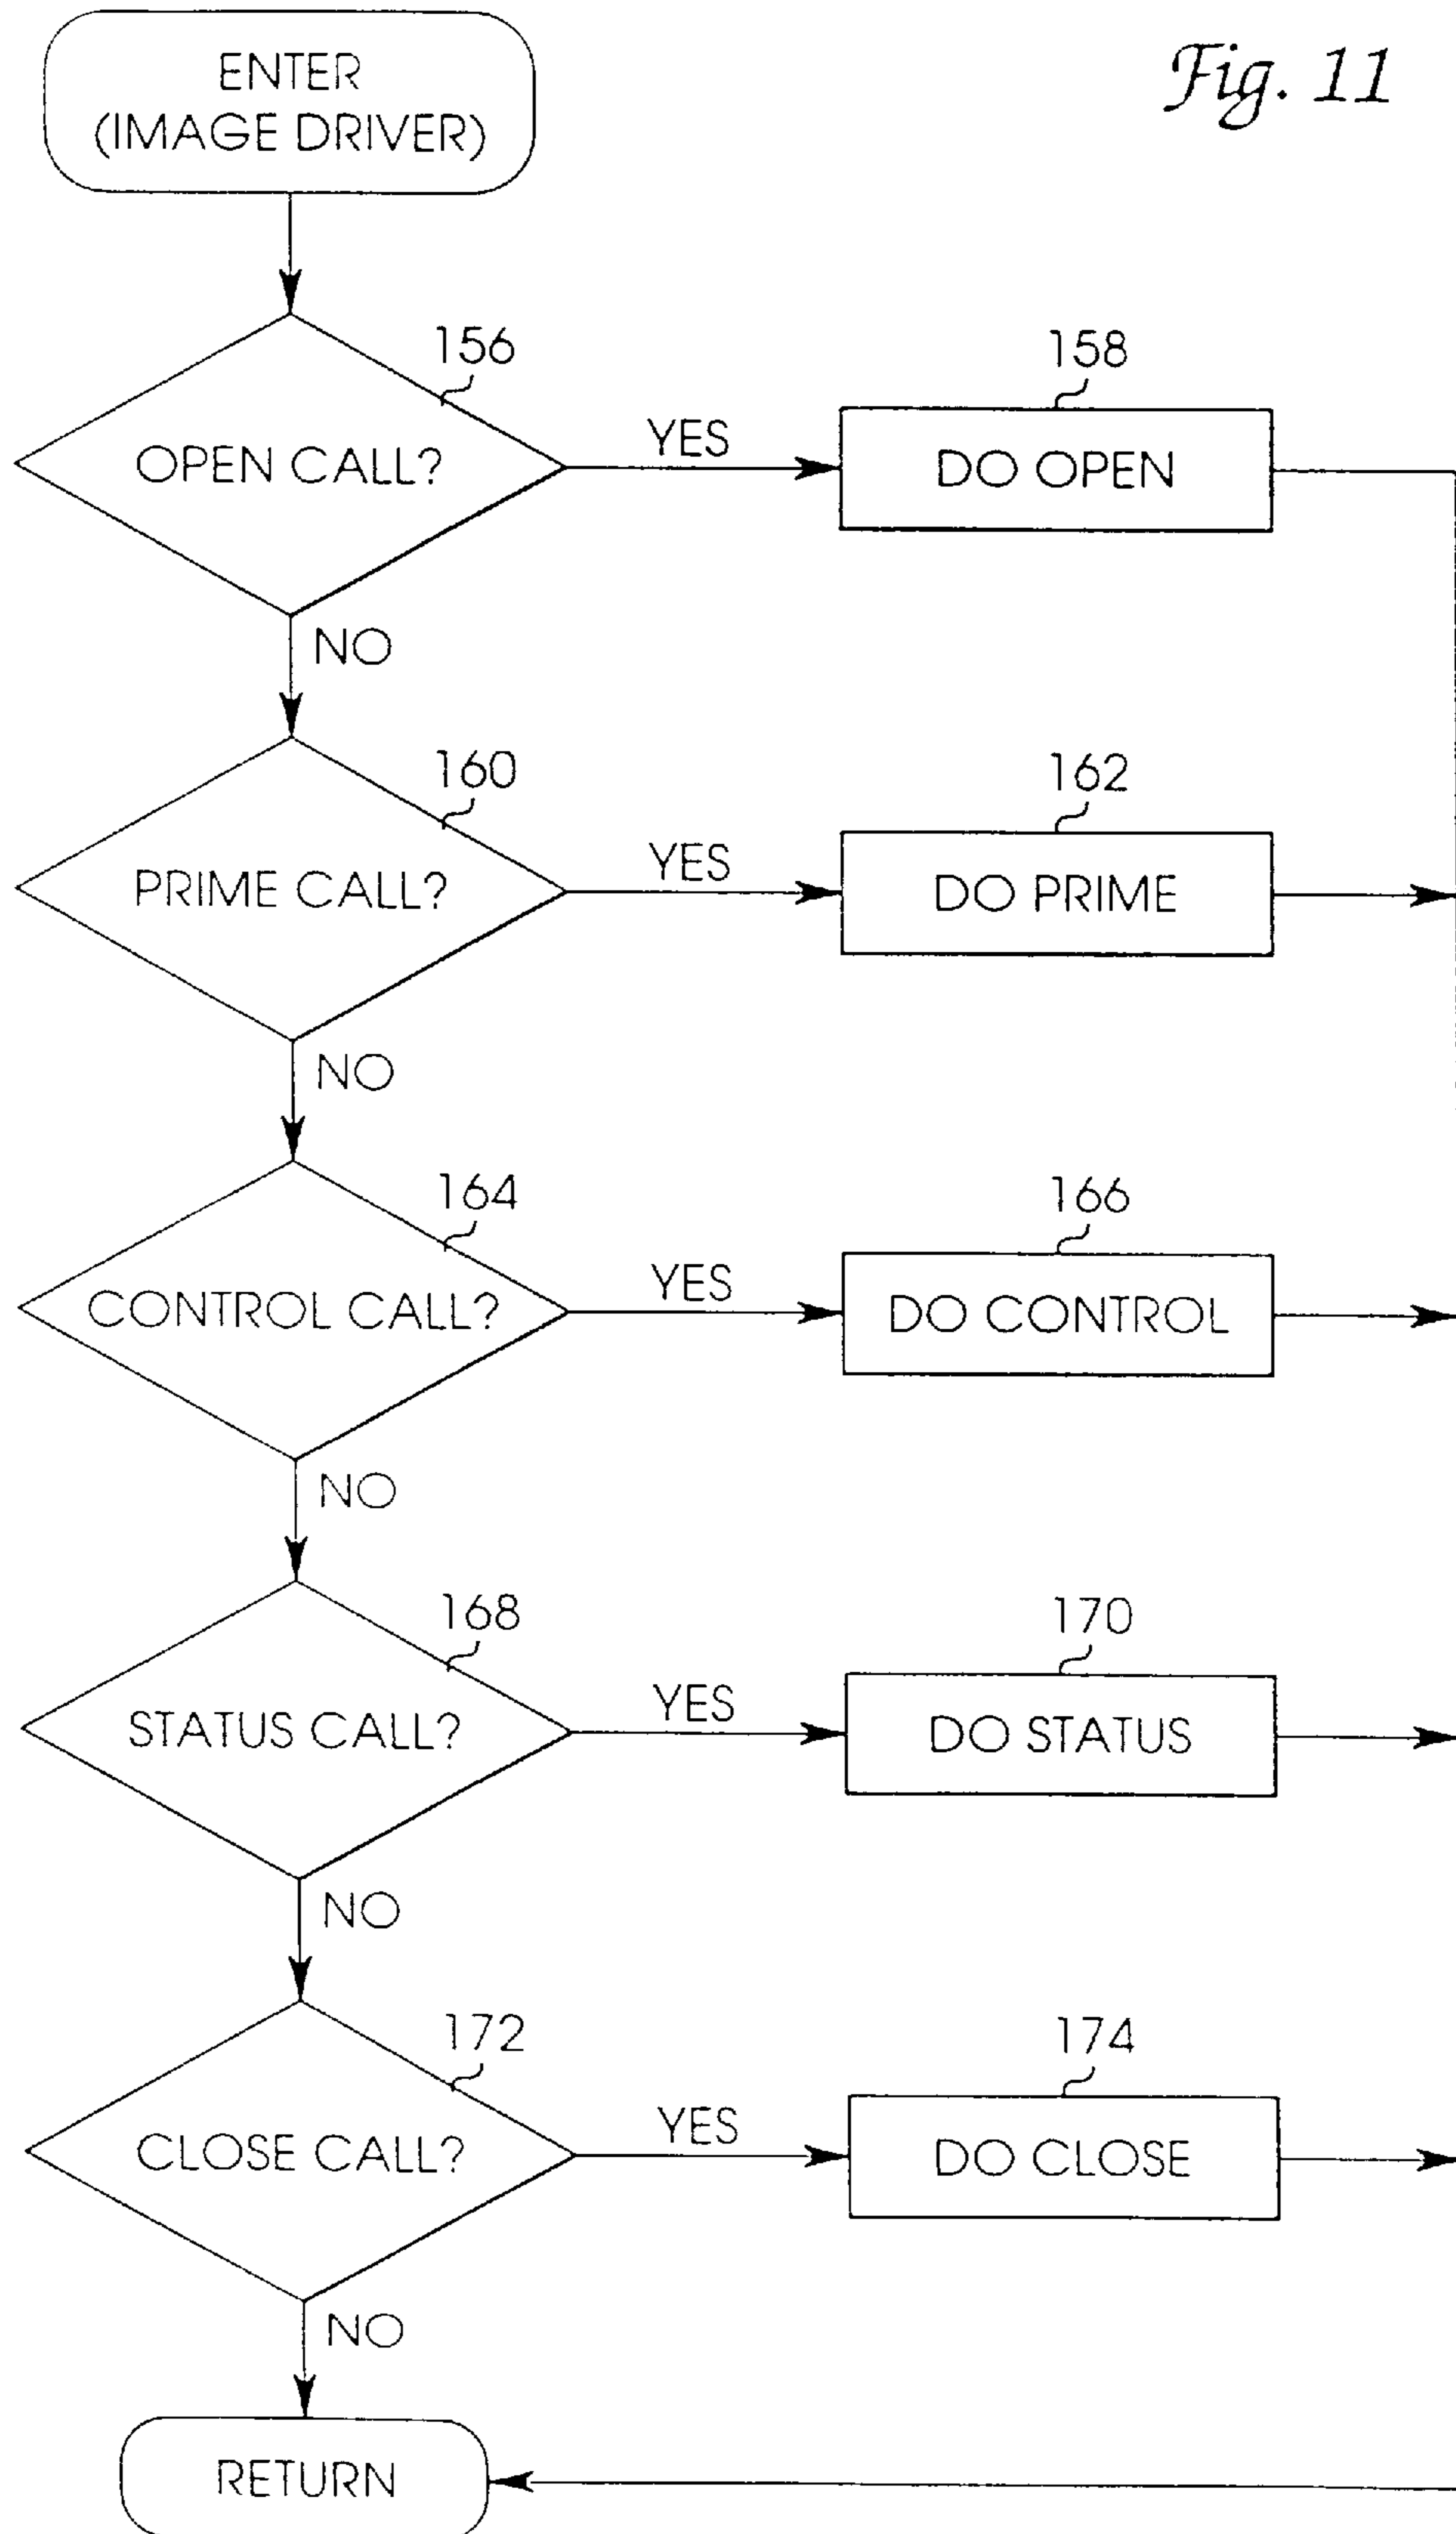 Fig. 11
ENTER
(IMAGE DRIVER)
156
OPEN CALL?
YES
158
DO OPEN
NO
160
PRIME CALL?
YES
162
DO PRIME
NO
164
CONTROL CALL?
YES
166
DO CONTROL
NO
168
STATUS CALL?
YES
170
DO STATUS
NO
172
CLOSE CALL?
YES
174
DO CLOSE
NO
RETURN